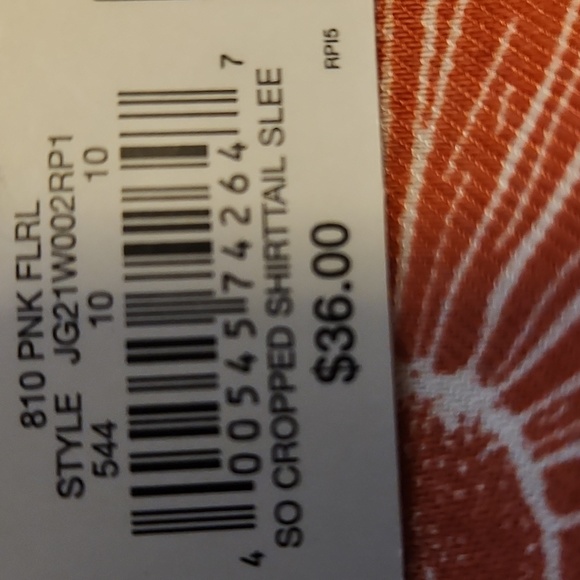 810 PNK FLRL
STYLE JG21W002RP1
544 10 10
4 00545 74264 7
SO CROPPED SHIRTTAIL SLEE
$36.00
RPI5